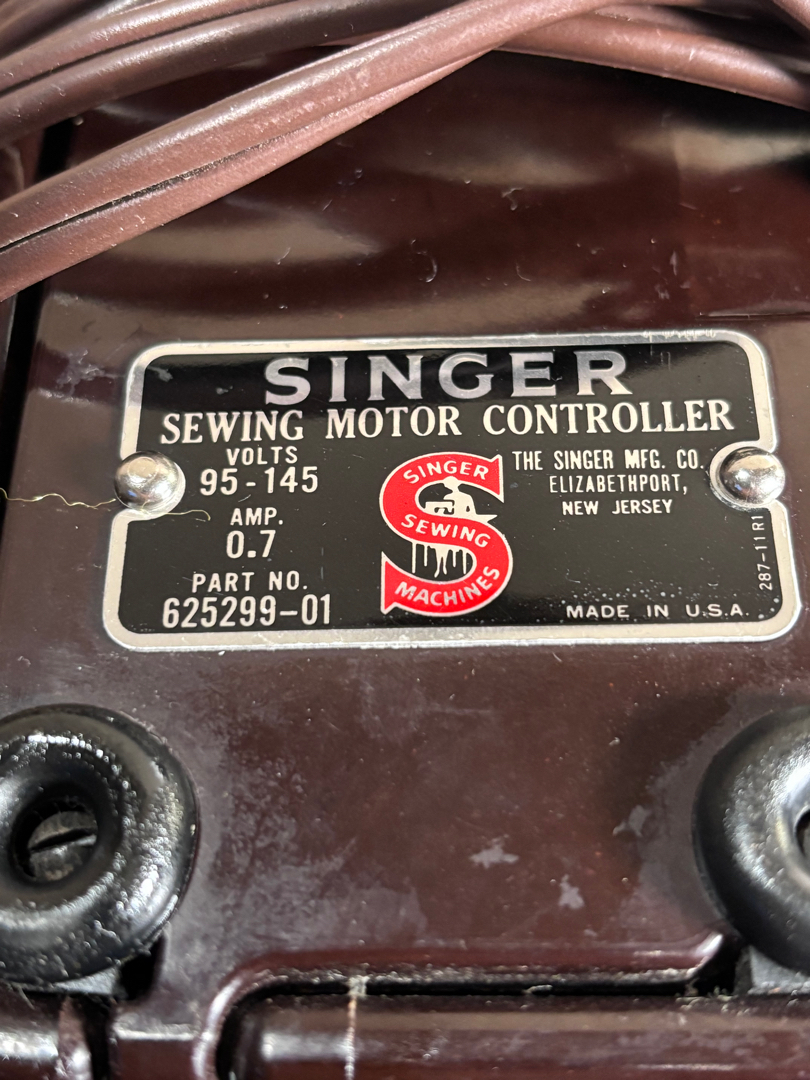 SINGER
SEWING MOTOR CONTROLLER
VOLTS
95-145
AMP.
0.7
PART NO.
625299-01
SINGER
SEWING
MACHINES
THE SINGER MFG. CO.
ELIZABETHPORT,
NEW JERSEY
287-11R1
MADE IN U.S.A.